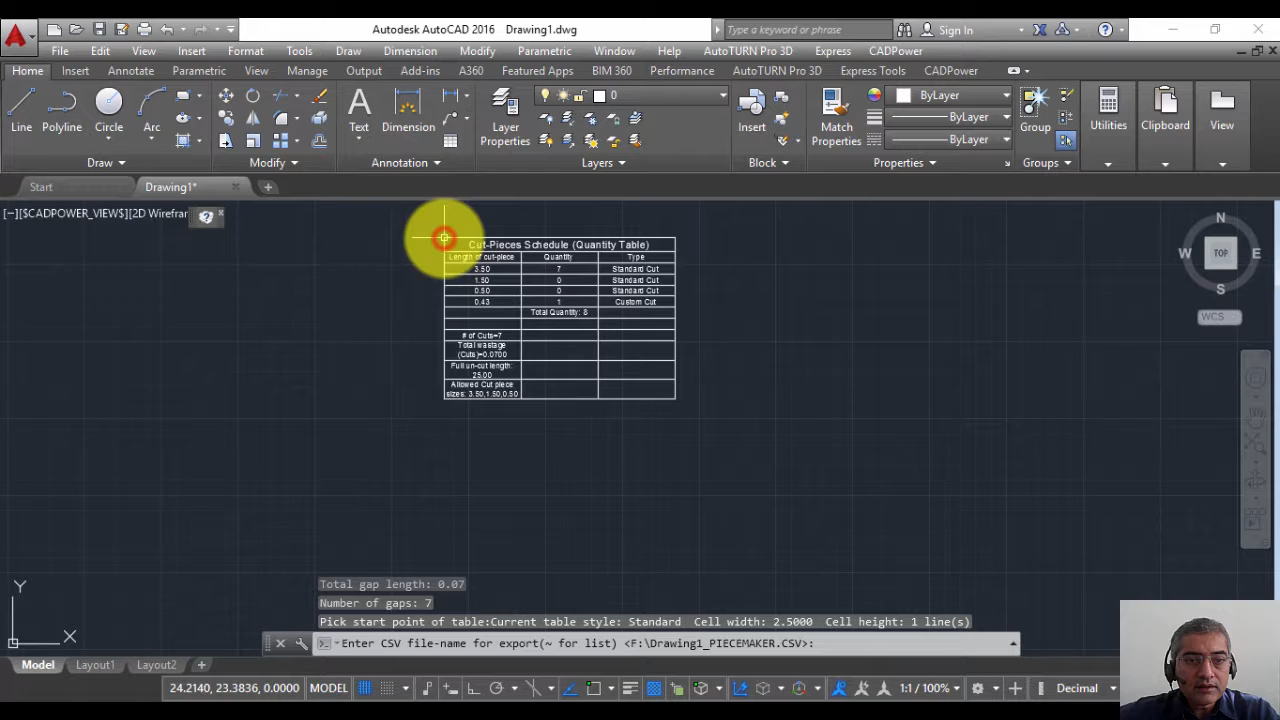 Autodesk AutoCAD 2016 Drawing1.dwg
Type a keyword or phrase
Sign In
File Edit View Insert Format Tools Draw Dimension Modify Parametric Window Help AutoTURN Pro 3D Express CADPower
Home Insert Annotate Parametric View Manage Output Add-ins A360 Featured Apps BIM 360 Performance AutoTURN Pro 3D Express Tools CADPower
0
ByLayer
ByLayer
ByLayer
Line Polyline Circle Arc Text Dimension Layer Properties Insert Match Properties Group Utilities Clipboard View
Draw Modify Annotation Layers Block Properties Groups
Start Drawing1*
[−][$CADPOWER_VIEW$][2D Wirefram
N
W TOP E
S
WCS
Cut-Pieces Schedule (Quantity Table)
Length of cut-piece Quantity Type
3.50 7 Standard Cut
1.50 0 Standard Cut
0.50 0 Standard Cut
0.43 1 Custom Cut
Total Quantity: 8
# of Cuts=7
Total wastage
(Cuts)=0.0700
Full un-cut length:
25.00
Allowed Cut piece
sizes: 3.50,1.50,0.50
Y
X
Total gap length: 0.07
Number of gaps: 7
Pick start point of table:Current table style: Standard Cell width: 2.5000 Cell height: 1 line(s)
Enter CSV file-name for export(~ for list) <F:\Drawing1_PIECEMAKER.CSV>:
Model Layout1 Layout2
24.2140, 23.3836, 0.0000 MODEL 1:1 / 100% Decimal